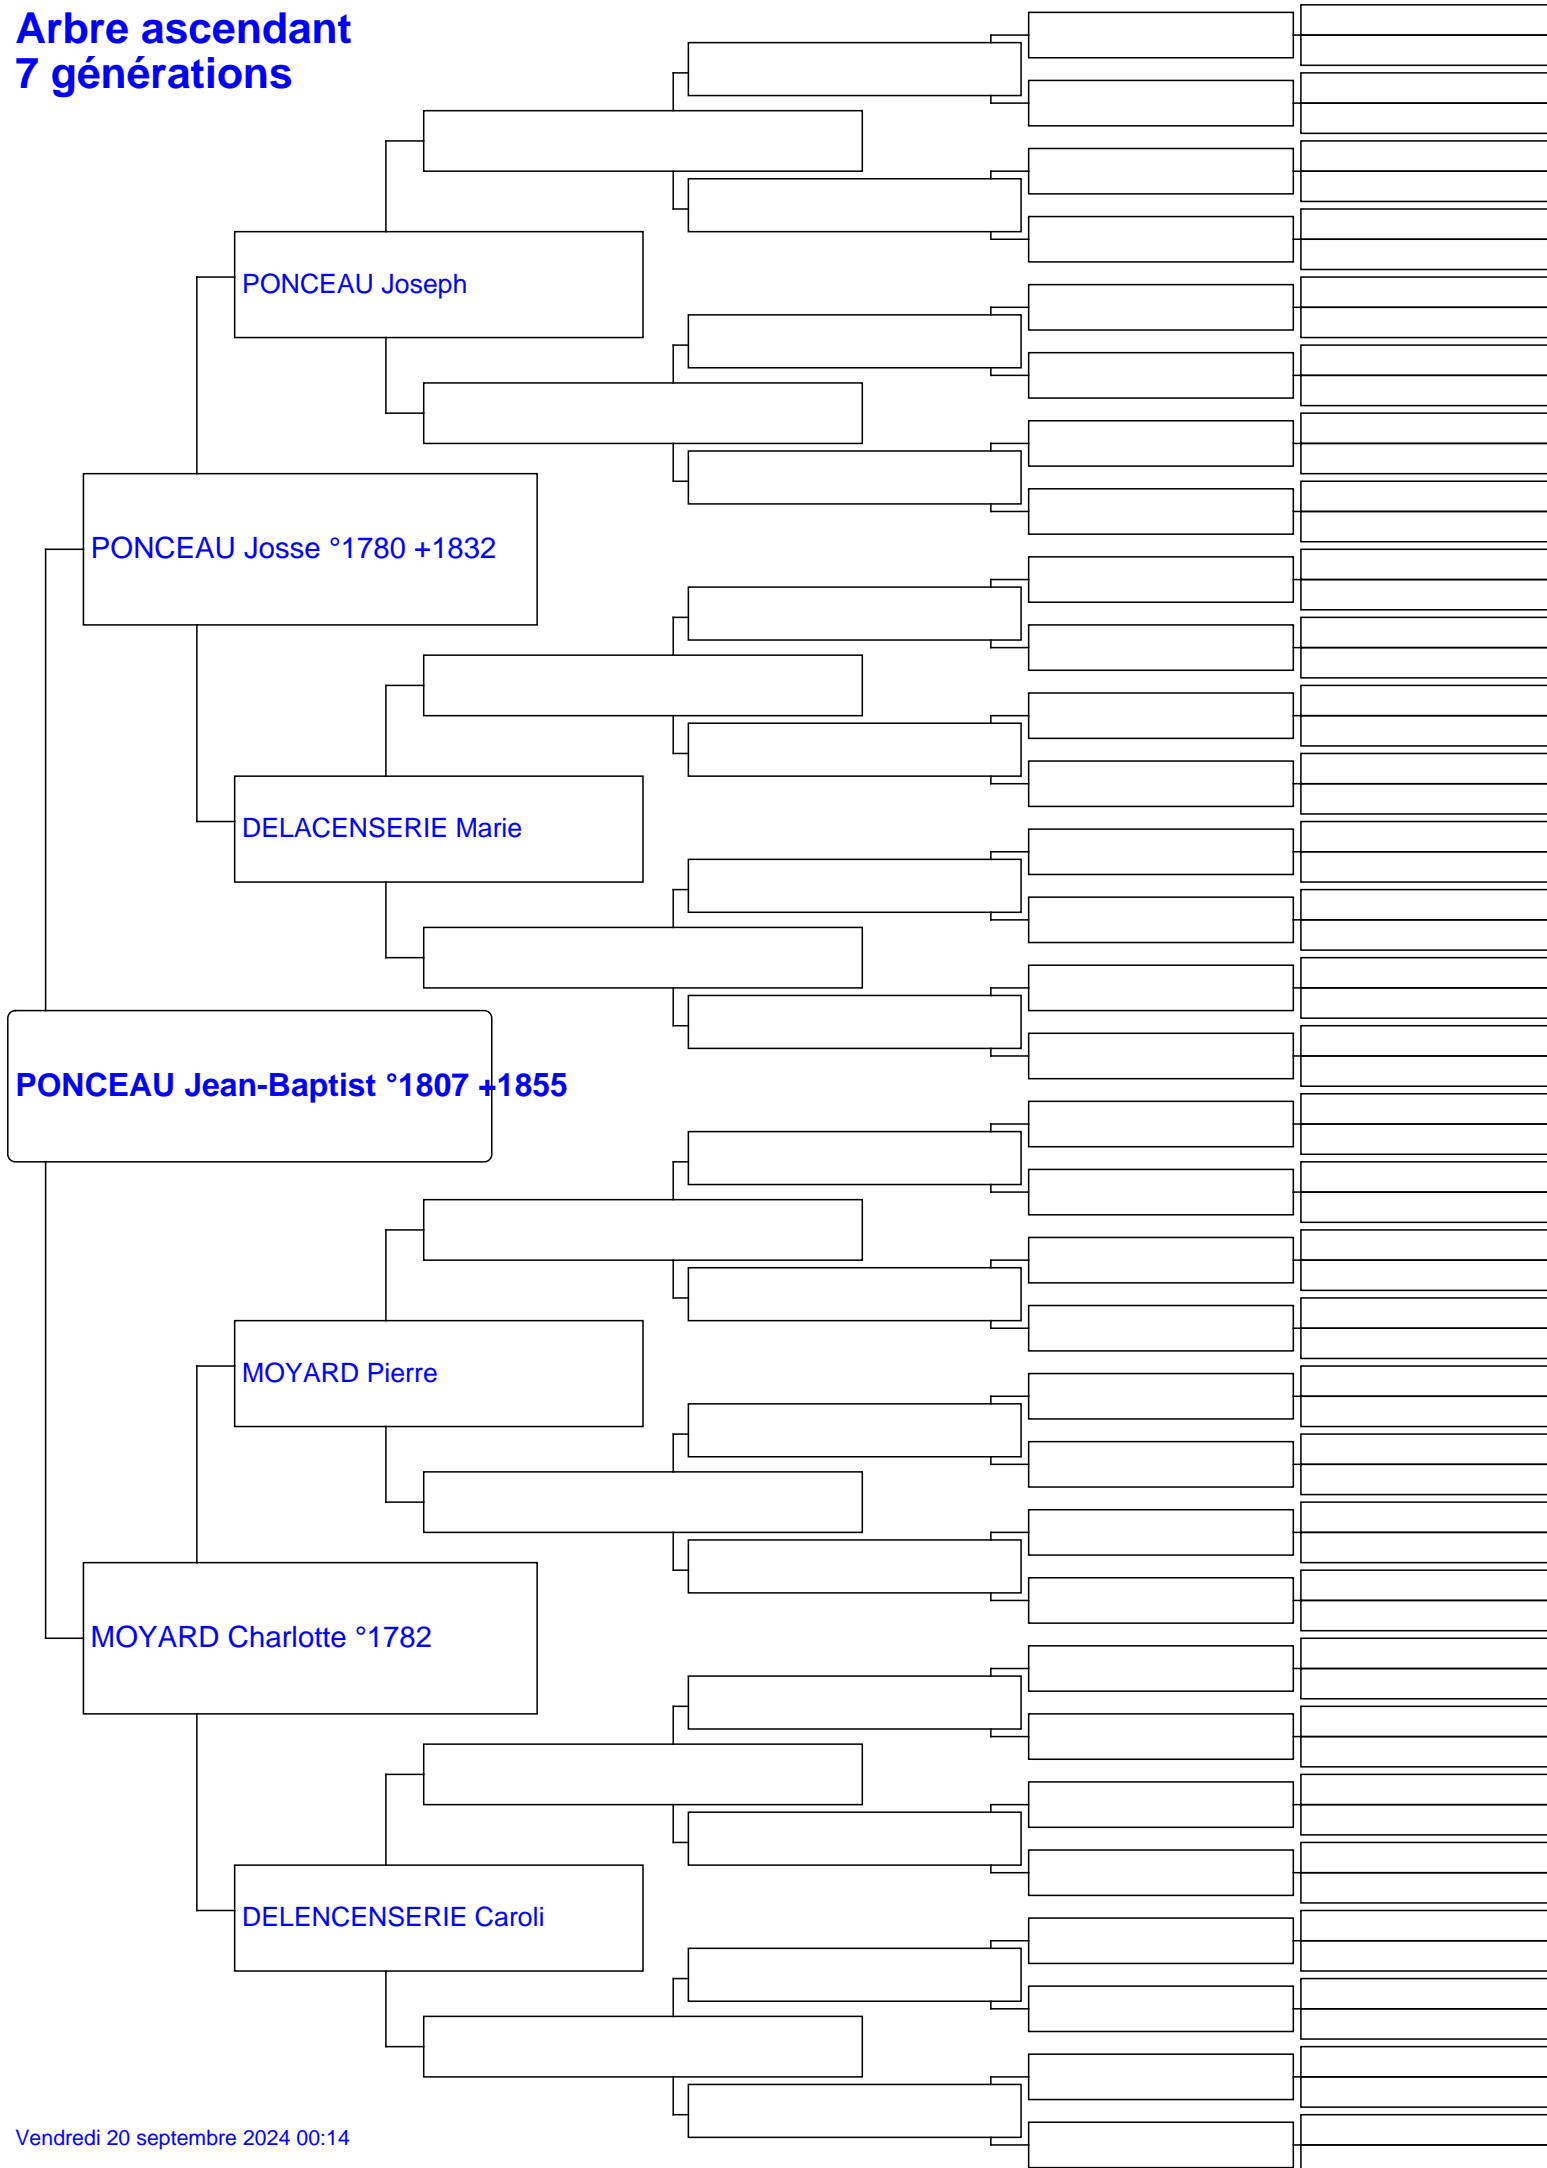 Arbre ascendant
7 générations
PONCEAU Joseph
PONCEAU Josse °1780 +1832
DELACENSERIE Marie
PONCEAU Jean-Baptist °1807 +1855
MOYARD Pierre
MOYARD Charlotte °1782
DELENCENSERIE Caroli
Vendredi 20 septembre 2024 00:14